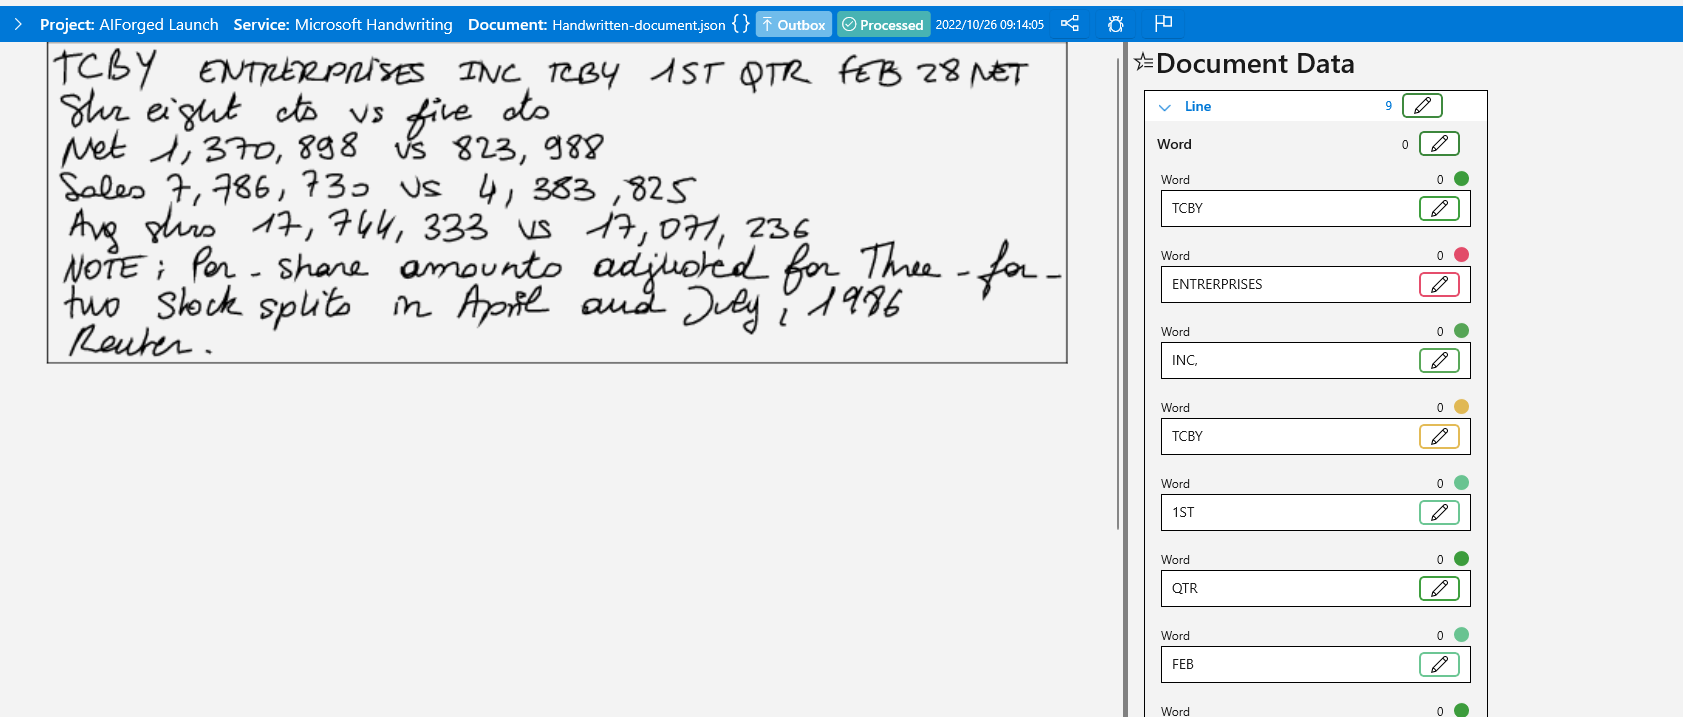 Project: AIForged Launch Service: Microsoft Handwriting Document: Handwritten-document.json {} Outbox Processed 2022/10/26 09:14:05
TCBY ENTRERPRISES INC TCBY 1ST QTR FEB 28 NET
Shr eight cts vs five cts
Net 1,370,898 vs 823,988
Sales 7,786,730 vs 4,383,825
Avg shrs 17,744,333 vs 17,071,236
NOTE: Per-share amounts adjusted for Three-for-
two stock splits in April and July, 1986
Reuter.
Document Data
Line 9
Word 0
Word 0
TCBY
Word 0
ENTRERPRISES
Word 0
INC,
Word 0
TCBY
Word 0
1ST
Word 0
QTR
Word 0
FEB
Word 0